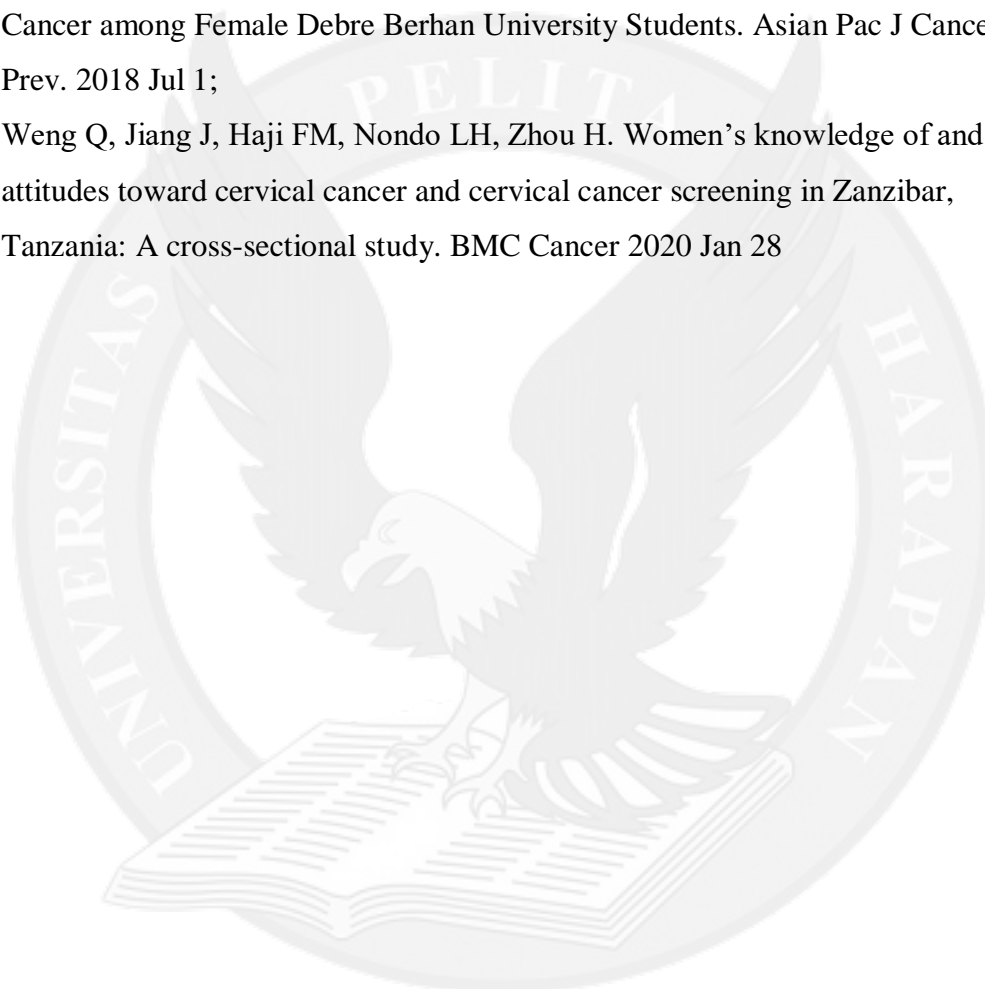 Cancer among Female Debre Berhan University Students. Asian Pac J Cance
Prev. 2018 Jul 1;
Weng Q, Jiang J, Haji FM, Nondo LH, Zhou H. Women’s knowledge of and
attitudes toward cervical cancer and cervical cancer screening in Zanzibar,
Tanzania: A cross-sectional study. BMC Cancer 2020 Jan 28
UNIVERSITAS PELITA HARAPAN